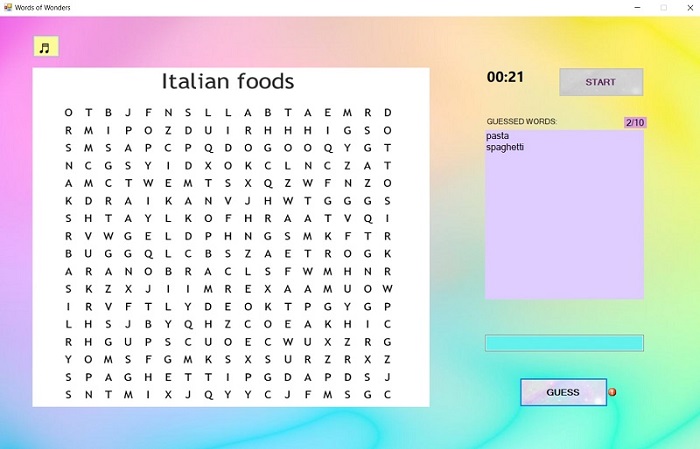 Words of Wonders
Italian foods
O T B J F N S L L A B T A E M R D
R M I P O Z D U I R H H H I G S O
S M S A P C P Q D O G O O Q Y G T
N C G S Y I D X O K C L N C Z A T
A M C T W E M T S X Q Z W F N Z O
K D R A I K A N V J H W T G G G S
S H T A Y L K O F H R A A T V Q I
R V W G E L D P H N G S M K F T R
B U G G Q L C B S Z A E T R O G K
A R A N O B R A C L S F W M H N R
S K Z X J I I M R E X A A M U O W
I R V F T L Y D E O K T P G Y G P
L H S J B Y Q H Z C O E A K H I C
R H G U P S C U O E C W U X Z R G
Y O M S F G M K S X S U R Z R X Z
S P A G H E T T I P G D A P D S J
S N T M I X J Q Y Y C J F M S G C
00:21
START
GUESSED WORDS:
2/10
pasta
spaghetti
GUESS